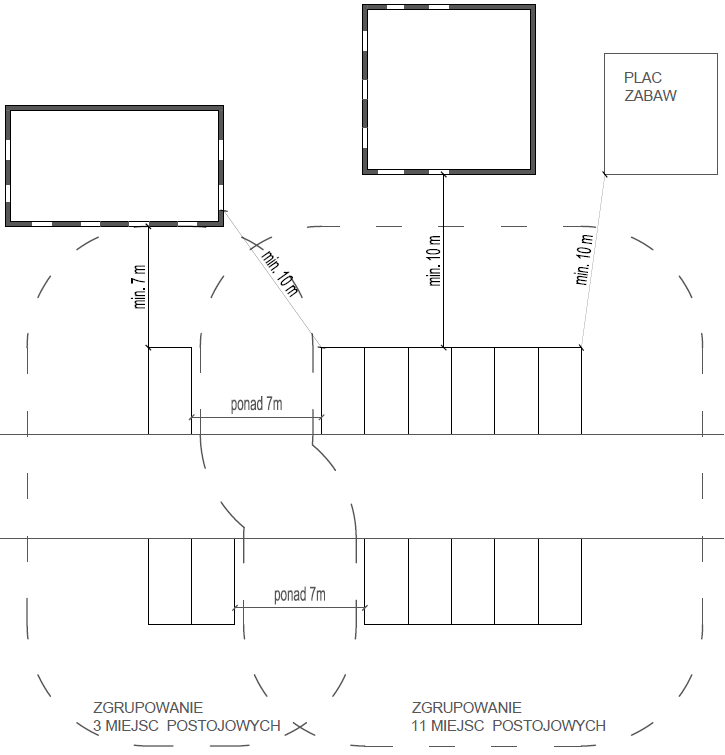 PLAC
ZABAW
min. 7 m
min. 10 m
min. 10 m
min. 10 m
ponad 7m
ponad 7m
ZGRUPOWANIE
3 MIEJSC POSTOJOWYCH
ZGRUPOWANIE
11 MIEJSC POSTOJOWYCH